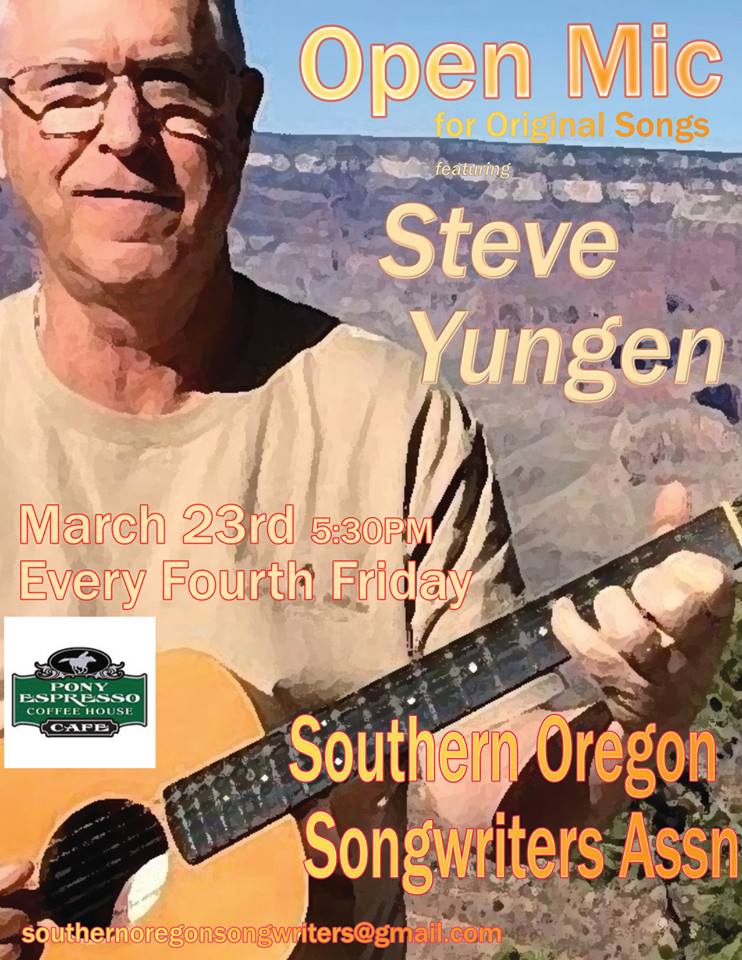 Open Mic
for Original Songs
featuring
Steve
Yungen
March 23rd 5:30PM
Every Fourth Friday
PONY
ESPRESSO
COFFEE HOUSE
CAFE
Southern Oregon
Songwriters Assn
southernoregonsongwriters@gmail.com